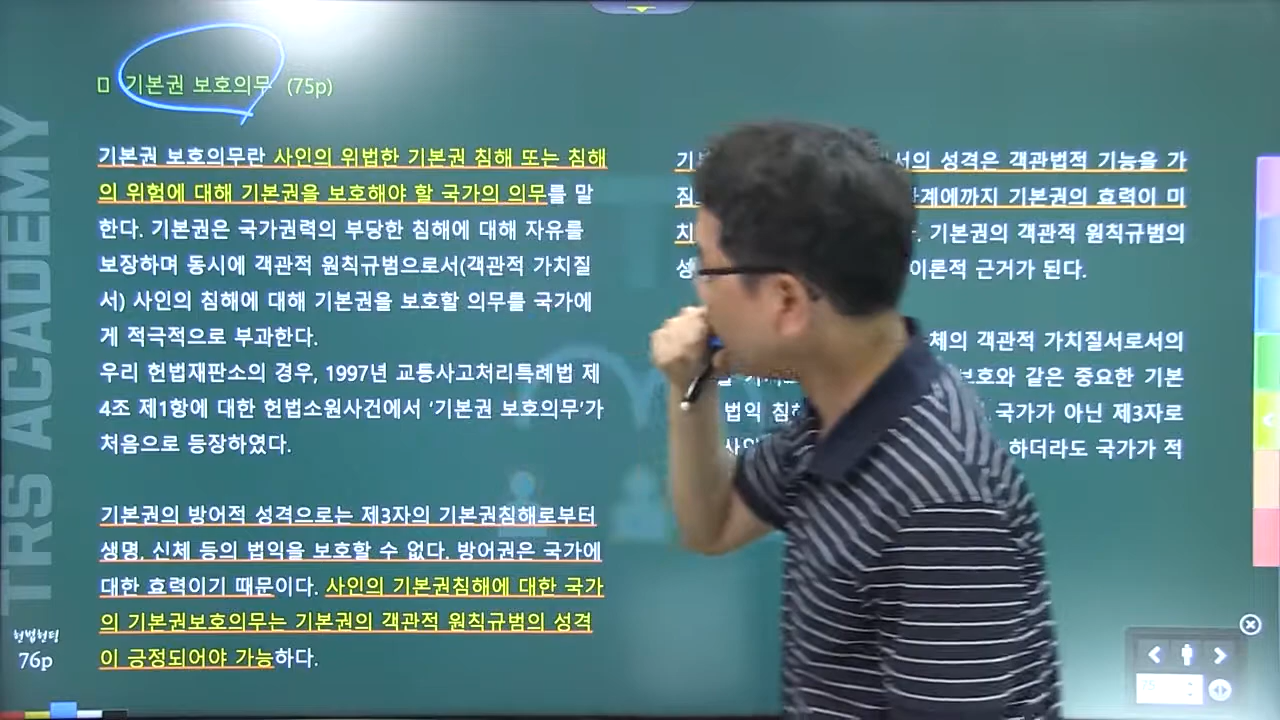 기본권 보호의무 (75p)
기본권 보호의무란 사인의 위법한 기본권 침해 또는 침해
의 위험에 대해 기본권을 보호해야 할 국가의 의무를 말
한다. 기본권은 국가권력의 부당한 침해에 대해 자유를
보장하며 동시에 객관적 원칙규범으로서(객관적 가치질
서) 사인의 침해에 대해 기본권을 보호할 의무를 국가에
게 적극적으로 부과한다.
우리 헌법재판소의 경우, 1997년 교통사고처리특례법 제
4조 제1항에 대한 헌법소원사건에서 '기본권 보호의무'가
처음으로 등장하였다.
기본권의 방어적 성격으로는 제3자의 기본권침해로부터
생명, 신체 등의 법익을 보호할 수 없다. 방어권은 국가에
대한 효력이기 때문이다. 사인의 기본권침해에 대한 국가
의 기본권보호의무는 기본권의 객관적 원칙규범의 성격
이 긍정되어야 가능하다.
서의 성격은 객관법적 기능을 가
관계에까지 기본권의 효력이 미
치 . 기본권의 객관적 원칙규범의
성 이론적 근거가 된다.
체의 객관적 가치질서로서의
보호와 같은 중요한 기본
법익 침 국가가 아닌 제3자로
하더라도 국가가 적
TRS ACADEMY
헌법헌팅
76p